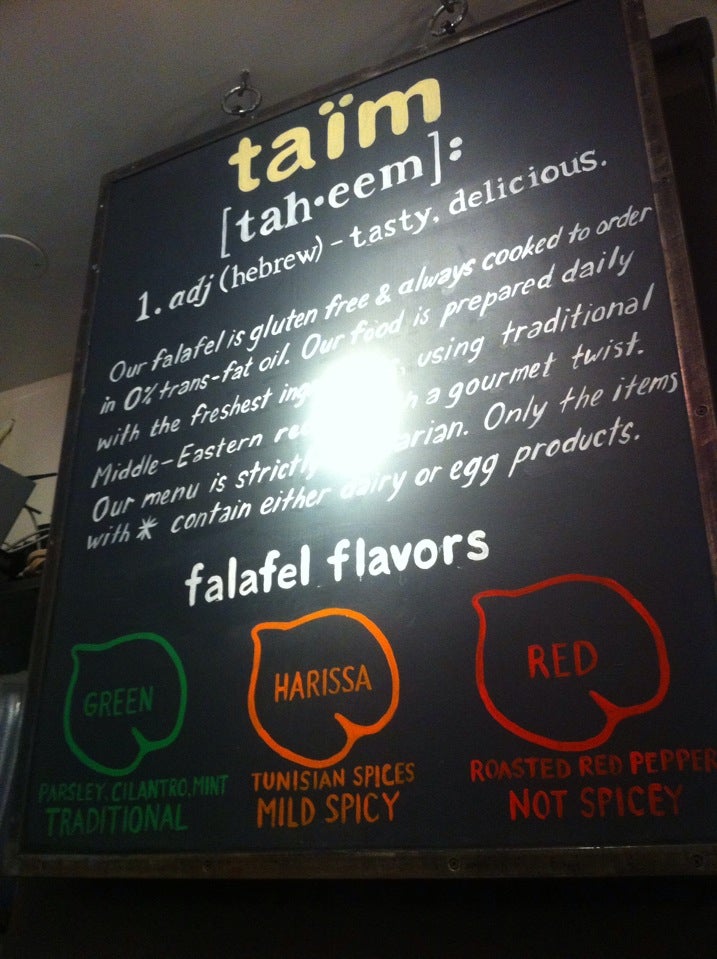 taïm
[tah•eem]:
1. adj (hebrew) - tasty, delicious.
Our falafel is gluten free & always cooked to order
in 0% trans-fat oil. Our food is prepared daily
with the freshest using traditional
Middle-Eastern a gourmet twist.
Our menu is strictly Only the items
with * contain either dairy or egg products.
falafel flavors
GREEN
HARISSA
RED
PARSLEY, CILANTRO, MINT
TRADITIONAL
TUNISIAN SPICES
MILD SPICY
ROASTED RED PEPPER
NOT SPICEY